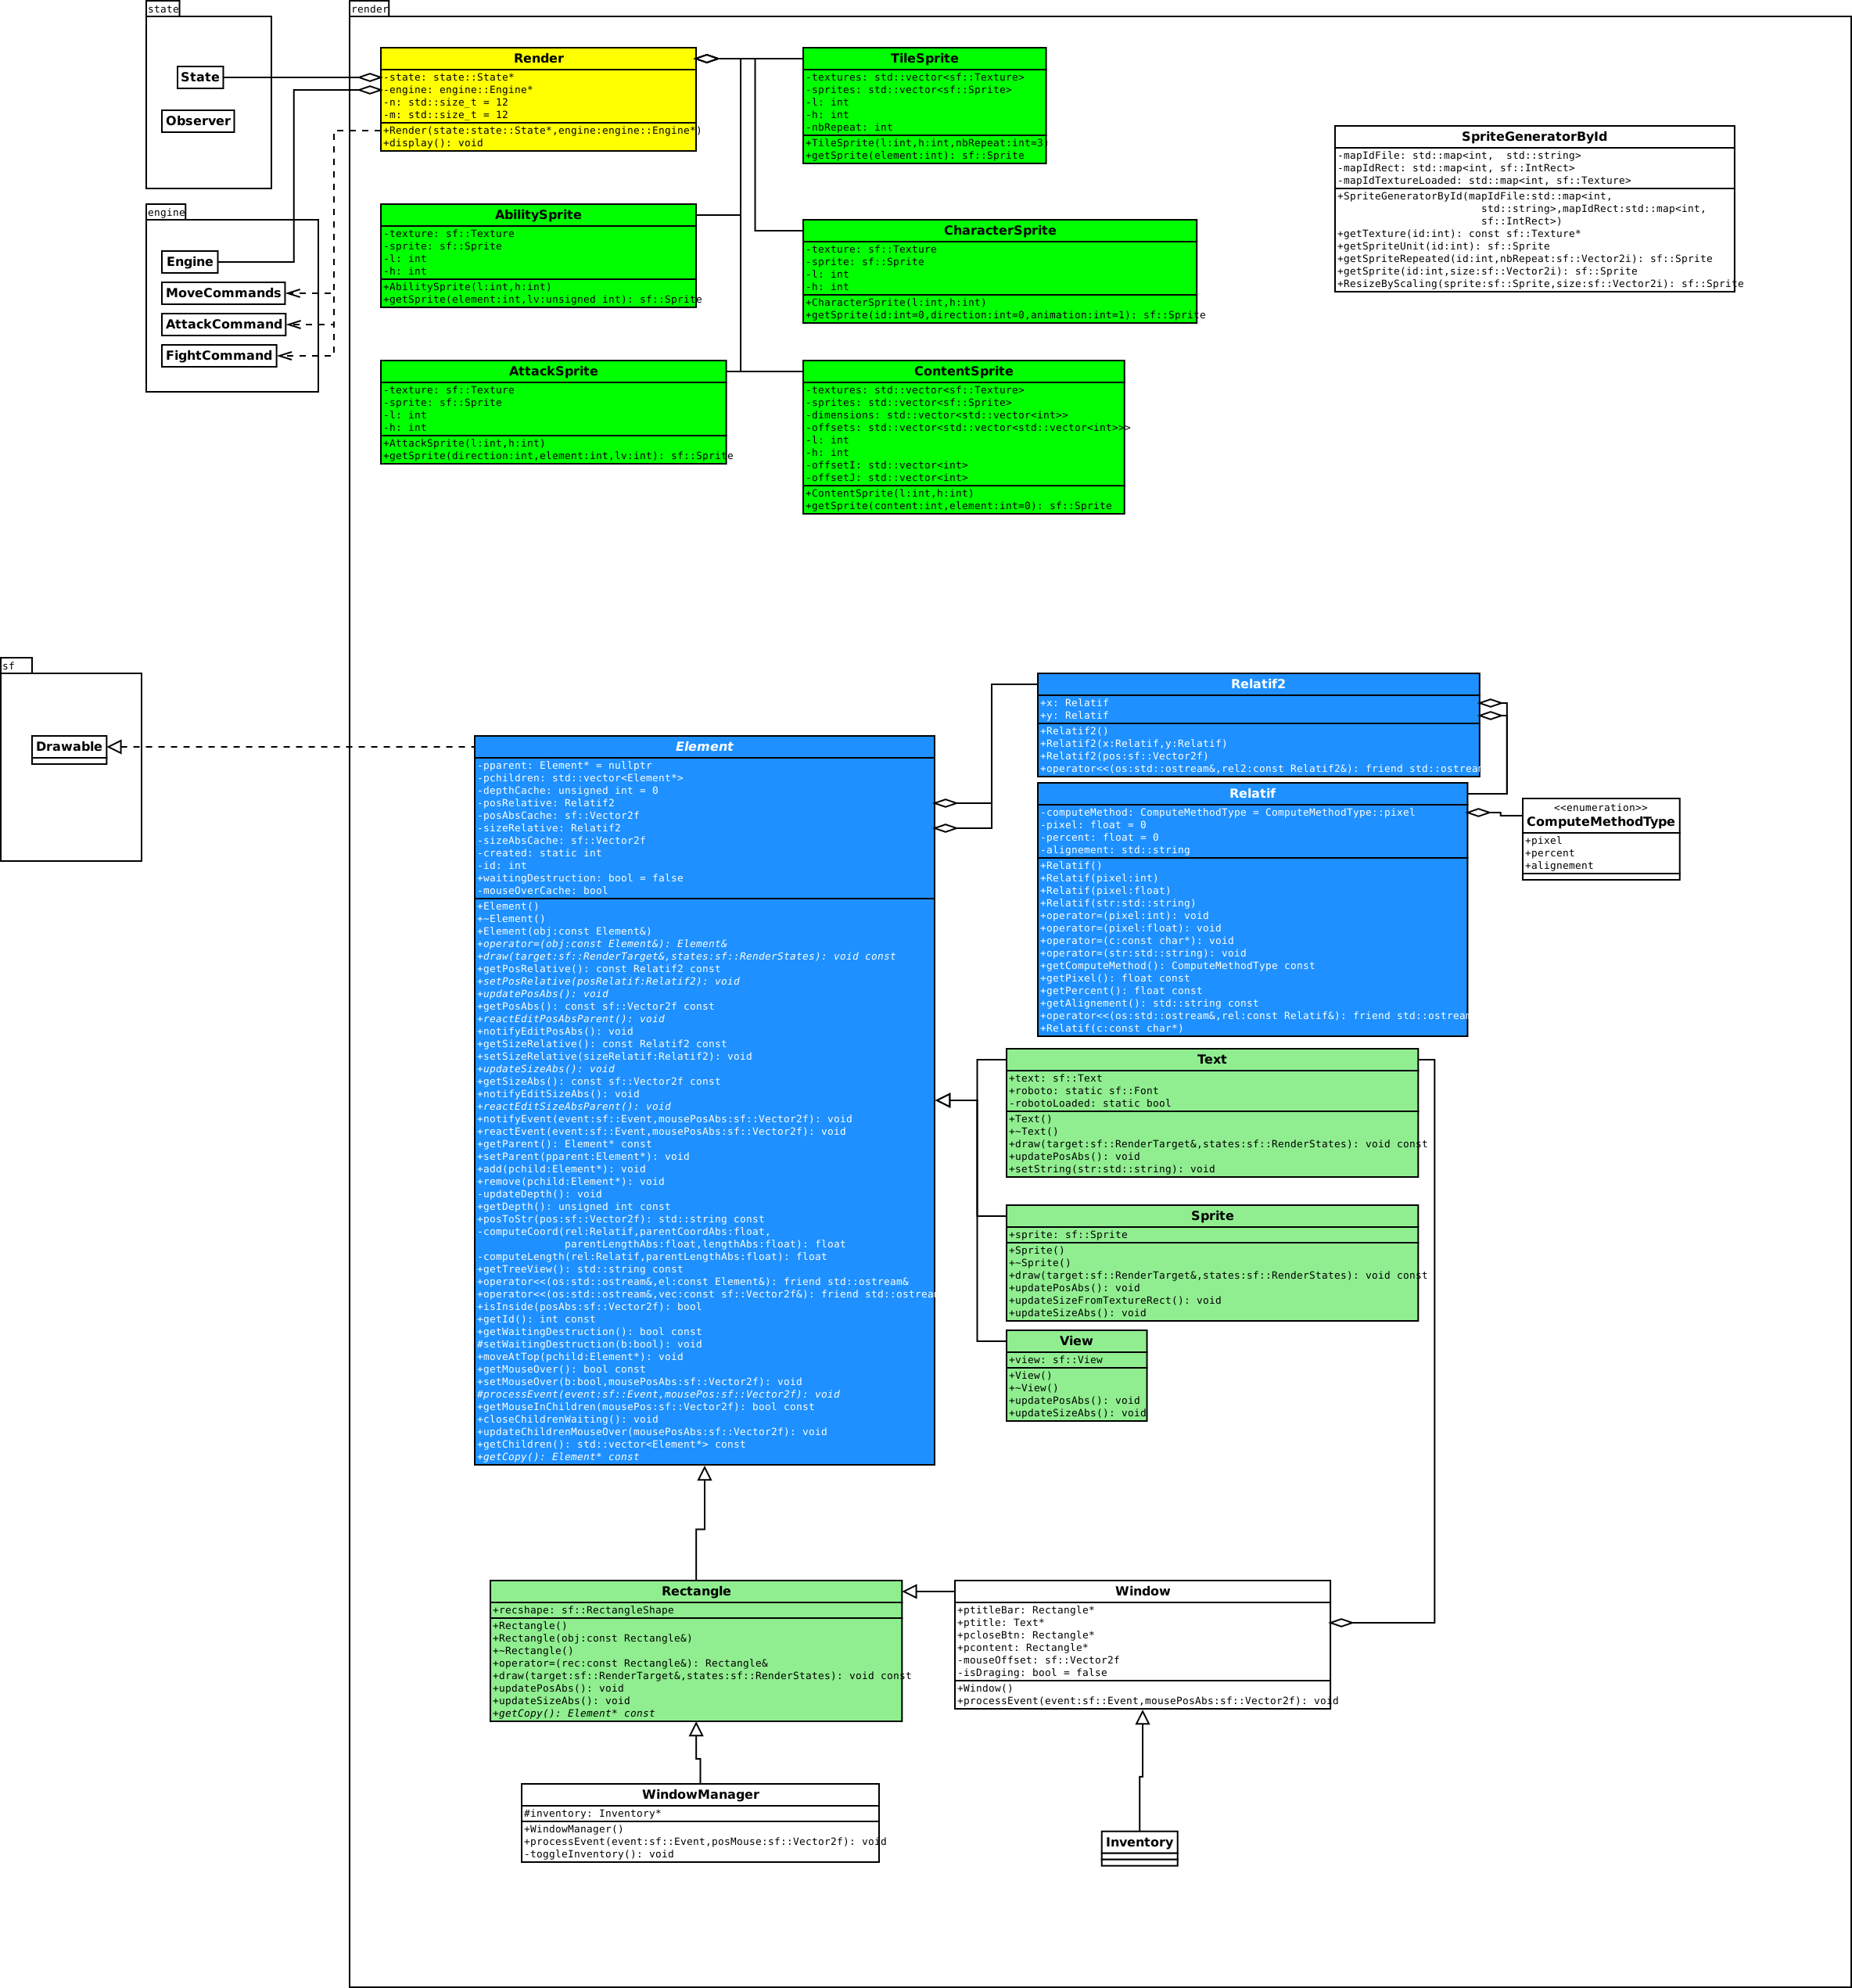 state
State
Observer
engine
Engine
MoveCommands
AttackCommand
FightCommand
render
Render
-state: state::State*
-engine: engine::Engine*
-n: std::size_t = 12
-m: std::size_t = 12
+Render(state:state::State*,engine:engine::Engine*)
+display(): void
TileSprite
-textures: std::vector<sf::Texture>
-sprites: std::vector<sf::Sprite>
-l: int
-h: int
-nbRepeat: int
+TileSprite(l:int,h:int,nbRepeat:int=3)
+getSprite(element:int): sf::Sprite
SpriteGeneratorById
-mapIdFile: std::map<int,  std::string>
-mapIdRect: std::map<int, sf::IntRect>
-mapIdTextureLoaded: std::map<int, sf::Texture>
+SpriteGeneratorById(mapIdFile:std::map<int,
std::string>,mapIdRect:std::map<int,
sf::IntRect>)
+getTexture(id:int): const sf::Texture*
+getSpriteUnit(id:int): sf::Sprite
+getSpriteRepeated(id:int,nbRepeat:sf::Vector2i): sf::Sprite
+getSprite(id:int,size:sf::Vector2i): sf::Sprite
+ResizeByScaling(sprite:sf::Sprite,size:sf::Vector2i): sf::Sprite
AbilitySprite
-texture: sf::Texture
-sprite: sf::Sprite
-l: int
-h: int
+AbilitySprite(l:int,h:int)
+getSprite(element:int,lv:unsigned int): sf::Sprite
CharacterSprite
-texture: sf::Texture
-sprite: sf::Sprite
-l: int
-h: int
+CharacterSprite(l:int,h:int)
+getSprite(id:int=0,direction:int=0,animation:int=1): sf::Sprite
AttackSprite
-texture: sf::Texture
-sprite: sf::Sprite
-l: int
-h: int
+AttackSprite(l:int,h:int)
+getSprite(direction:int,element:int,lv:int): sf::Sprite
ContentSprite
-textures: std::vector<sf::Texture>
-sprites: std::vector<sf::Sprite>
-dimensions: std::vector<std::vector<int>>
-offsets: std::vector<std::vector<std::vector<int>>>
-l: int
-h: int
-offsetI: std::vector<int>
-offsetJ: std::vector<int>
+ContentSprite(l:int,h:int)
+getSprite(content:int,element:int=0): sf::Sprite
sf
Drawable
Element
-pparent: Element* = nullptr
-pchildren: std::vector<Element*>
-depthCache: unsigned int = 0
-posRelative: Relatif2
-posAbsCache: sf::Vector2f
-sizeRelative: Relatif2
-sizeAbsCache: sf::Vector2f
-created: static int
-id: int
+waitingDestruction: bool = false
-mouseOverCache: bool
+Element()
+~Element()
+Element(obj:const Element&)
+operator=(obj:const Element&): Element&
+draw(target:sf::RenderTarget&,states:sf::RenderStates): void const
+getPosRelative(): const Relatif2 const
+setPosRelative(posRelatif:Relatif2): void
+updatePosAbs(): void
+getPosAbs(): const sf::Vector2f const
+reactEditPosAbsParent(): void
+notifyEditPosAbs(): void
+getSizeRelative(): const Relatif2 const
+setSizeRelative(sizeRelatif:Relatif2): void
+updateSizeAbs(): void
+getSizeAbs(): const sf::Vector2f const
+notifyEditSizeAbs(): void
+reactEditSizeAbsParent(): void
+notifyEvent(event:sf::Event,mousePosAbs:sf::Vector2f): void
+reactEvent(event:sf::Event,mousePosAbs:sf::Vector2f): void
+getParent(): Element* const
+setParent(pparent:Element*): void
+add(pchild:Element*): void
+remove(pchild:Element*): void
-updateDepth(): void
+getDepth(): unsigned int const
+posToStr(pos:sf::Vector2f): std::string const
-computeCoord(rel:Relatif,parentCoordAbs:float,
parentLengthAbs:float,lengthAbs:float): float
-computeLength(rel:Relatif,parentLengthAbs:float): float
+getTreeView(): std::string const
+operator<<(os:std::ostream&,el:const Element&): friend std::ostream&
+operator<<(os:std::ostream&,vec:const sf::Vector2f&): friend std::ostream
+isInside(posAbs:sf::Vector2f): bool
+getId(): int const
+getWaitingDestruction(): bool const
#setWaitingDestruction(b:bool): void
+moveAtTop(pchild:Element*): void
+getMouseOver(): bool const
+setMouseOver(b:bool,mousePosAbs:sf::Vector2f): void
#processEvent(event:sf::Event,mousePos:sf::Vector2f): void
+getMouseInChildren(mousePos:sf::Vector2f): bool const
+closeChildrenWaiting(): void
+updateChildrenMouseOver(mousePosAbs:sf::Vector2f): void
+getChildren(): std::vector<Element*> const
+getCopy(): Element* const
Relatif2
+x: Relatif
+y: Relatif
+Relatif2()
+Relatif2(x:Relatif,y:Relatif)
+Relatif2(pos:sf::Vector2f)
+operator<<(os:std::ostream&,rel2:const Relatif2&): friend std::ostream
Relatif
-computeMethod: ComputeMethodType = ComputeMethodType::pixel
-pixel: float = 0
-percent: float = 0
-alignement: std::string
+Relatif()
+Relatif(pixel:int)
+Relatif(pixel:float)
+Relatif(str:std::string)
+operator=(pixel:int): void
+operator=(pixel:float): void
+operator=(c:const char*): void
+operator=(str:std::string): void
+getComputeMethod(): ComputeMethodType const
+getPixel(): float const
+getPercent(): float const
+getAlignement(): std::string const
+operator<<(os:std::ostream&,rel:const Relatif&): friend std::ostream
+Relatif(c:const char*)
<<enumeration>>
ComputeMethodType
+pixel
+percent
+alignement
Text
+text: sf::Text
+roboto: static sf::Font
-robotoLoaded: static bool
+Text()
+~Text()
+draw(target:sf::RenderTarget&,states:sf::RenderStates): void const
+updatePosAbs(): void
+setString(str:std::string): void
Sprite
+sprite: sf::Sprite
+Sprite()
+~Sprite()
+draw(target:sf::RenderTarget&,states:sf::RenderStates): void const
+updatePosAbs(): void
+updateSizeFromTextureRect(): void
+updateSizeAbs(): void
View
+view: sf::View
+View()
+~View()
+updatePosAbs(): void
+updateSizeAbs(): void
Rectangle
+recshape: sf::RectangleShape
+Rectangle()
+Rectangle(obj:const Rectangle&)
+~Rectangle()
+operator=(rec:const Rectangle&): Rectangle&
+draw(target:sf::RenderTarget&,states:sf::RenderStates): void const
+updatePosAbs(): void
+updateSizeAbs(): void
+getCopy(): Element* const
Window
+ptitleBar: Rectangle*
+ptitle: Text*
+pcloseBtn: Rectangle*
+pcontent: Rectangle*
-mouseOffset: sf::Vector2f
-isDraging: bool = false
+Window()
+processEvent(event:sf::Event,mousePosAbs:sf::Vector2f): void
WindowManager
#inventory: Inventory*
+WindowManager()
+processEvent(event:sf::Event,posMouse:sf::Vector2f): void
-toggleInventory(): void
Inventory